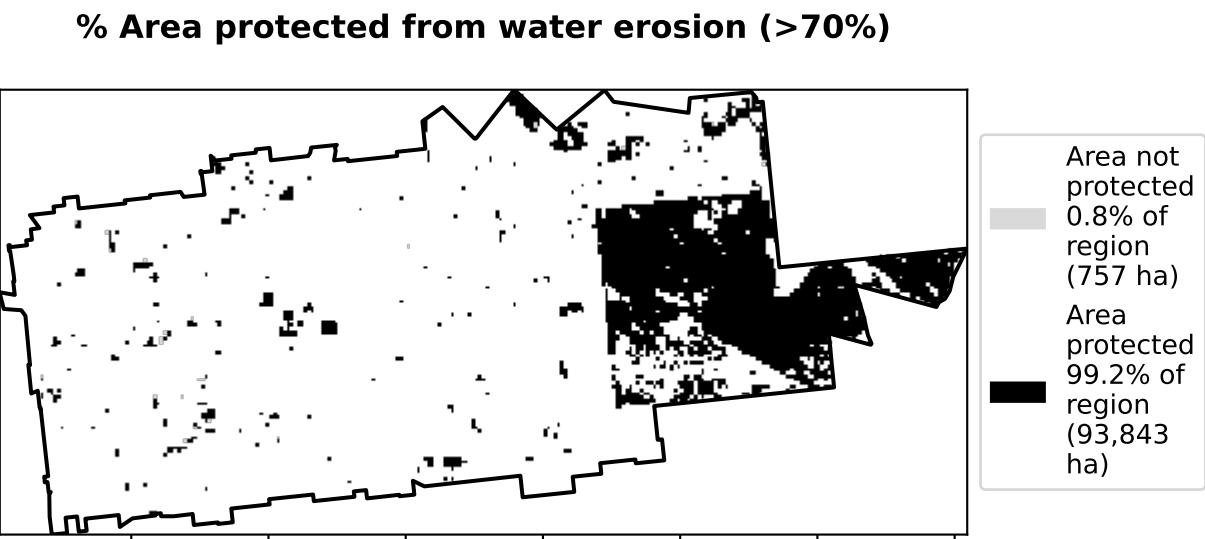 % Area protected from water erosion (>70%)
Area not
protected
0.8% of
region
(757 ha)
Area
protected
99.2% of
region
(93,843
ha)